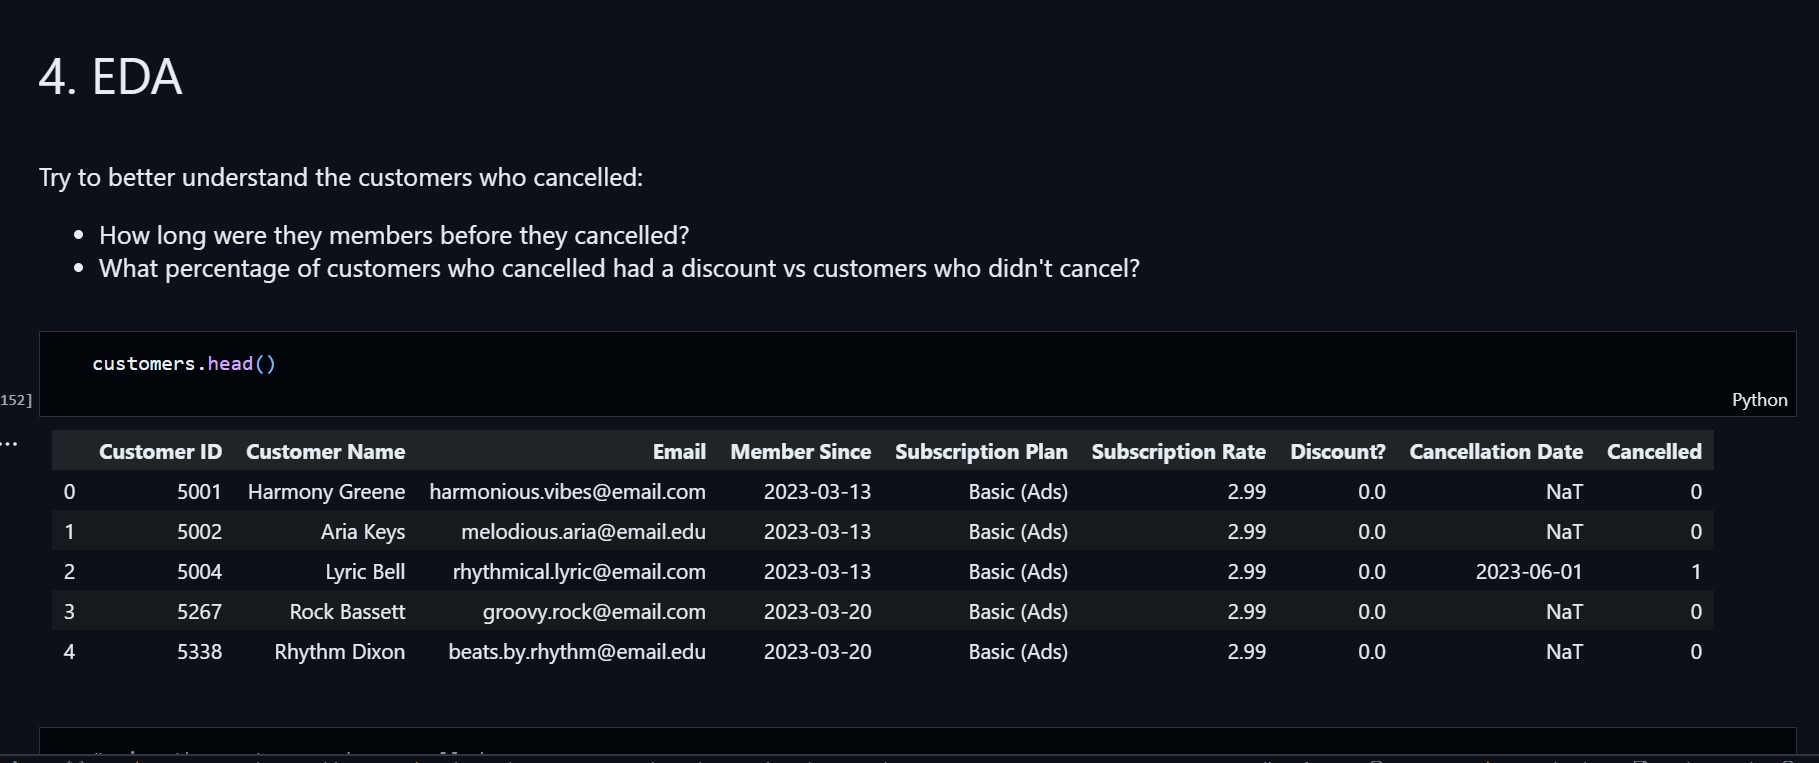 4. EDA
Try to better understand the customers who cancelled:
• How long were they members before they cancelled?
• What percentage of customers who cancelled had a discount vs customers who didn't cancel?
customers.head()
152]
Python
...
Customer ID Customer Name Email Member Since Subscription Plan Subscription Rate Discount? Cancellation Date Cancelled
0 5001 Harmony Greene harmonious.vibes@email.com 2023-03-13 Basic (Ads) 2.99 0.0 NaT 0
1 5002 Aria Keys melodious.aria@email.edu 2023-03-13 Basic (Ads) 2.99 0.0 NaT 0
2 5004 Lyric Bell rhythmical.lyric@email.com 2023-03-13 Basic (Ads) 2.99 0.0 2023-06-01 1
3 5267 Rock Bassett groovy.rock@email.com 2023-03-20 Basic (Ads) 2.99 0.0 NaT 0
4 5338 Rhythm Dixon beats.by.rhythm@email.edu 2023-03-20 Basic (Ads) 2.99 0.0 NaT 0